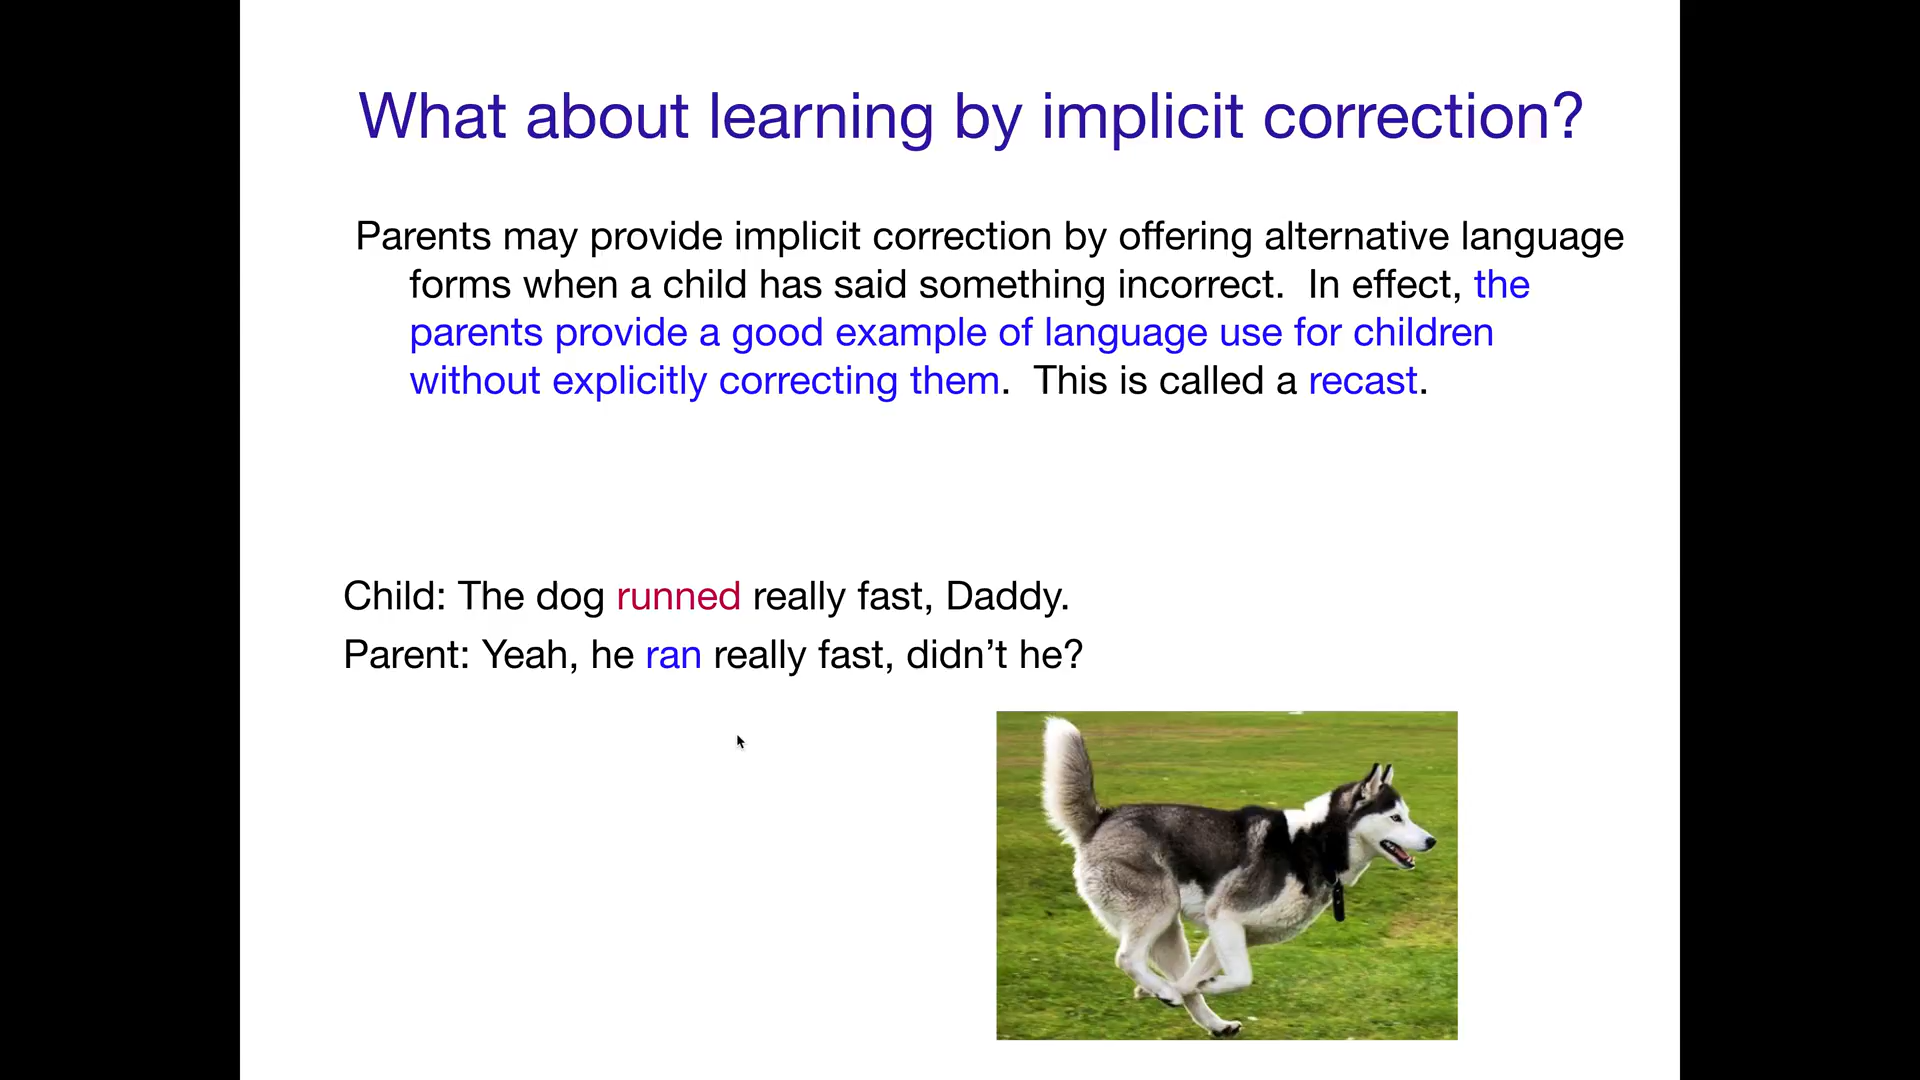 What about learning by implicit correction?
Parents may provide implicit correction by offering alternative language
forms when a child has said something incorrect.  In effect, the
parents provide a good example of language use for children
without explicitly correcting them.  This is called a recast.
Child: The dog runned really fast, Daddy.
Parent: Yeah, he ran really fast, didn’t he?